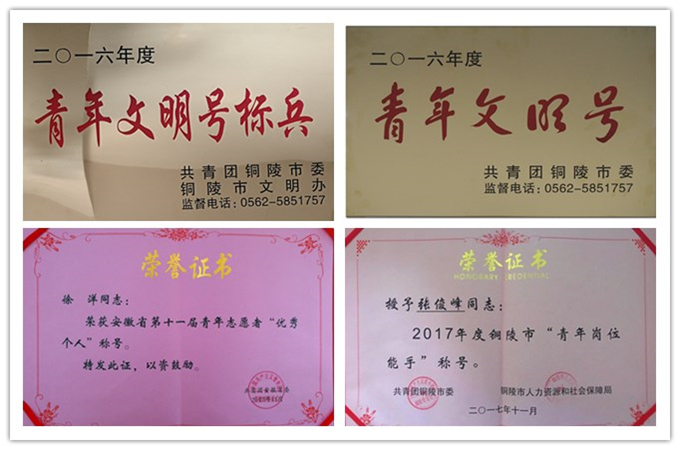 二〇一六年度
青年文明号标兵
共青团铜陵市委
铜陵市文明办
监督电话：0562-5851757
二〇一六年度
青年文明号
共青团铜陵市委
监督电话：0562-5851757
荣誉证书
徐 洋同志：
荣获安徽省第十一届青年志愿者“优秀
个人”称号。
特发此证，以资鼓励。
荣誉证书
HONORARY CREDENTIAL
授予张俊峰同志：
2017年度铜陵市“青年岗位
能手”称号。
共青团铜陵市委 铜陵市人力资源和社会保障局
二〇一七年十一月